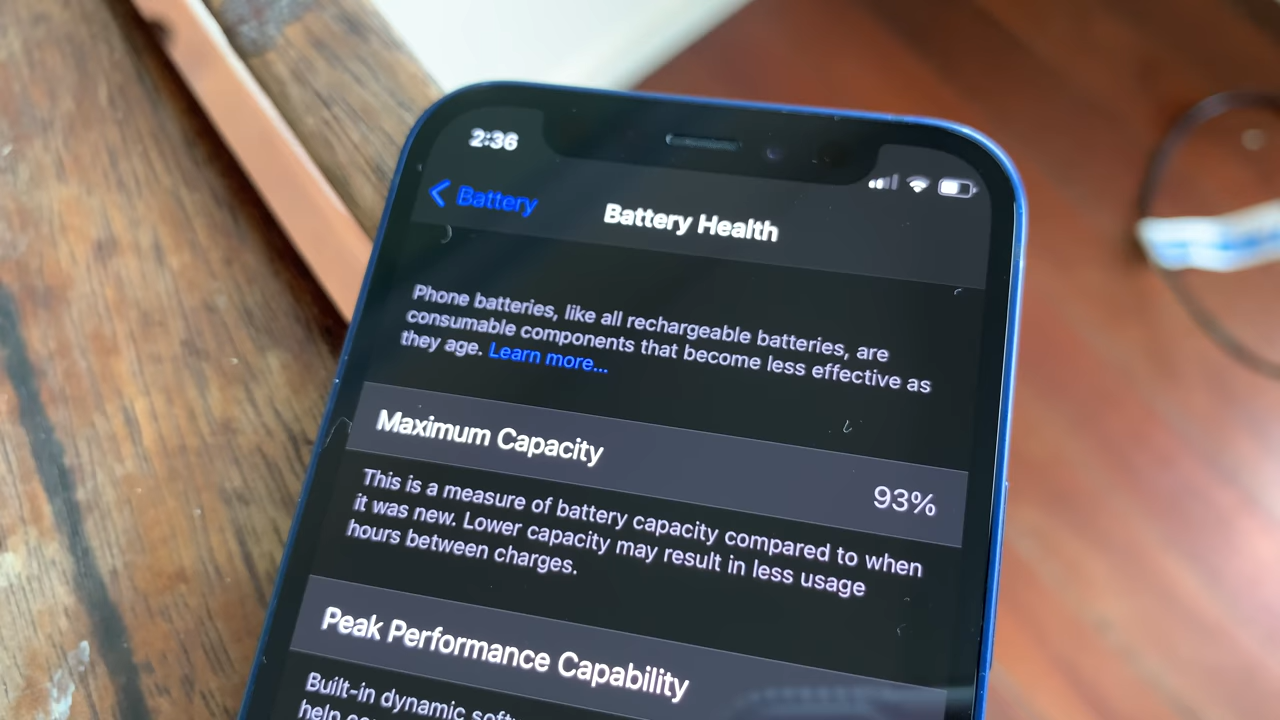 2:36
Battery
Battery Health
Phone batteries, like all rechargeable batteries, are
consumable components that become less effective as
they age. Learn more...
Maximum Capacity
93%
This is a measure of battery capacity compared to when
it was new. Lower capacity may result in less usage
hours between charges.
Peak Performance Capability
Built-in dynamic
help